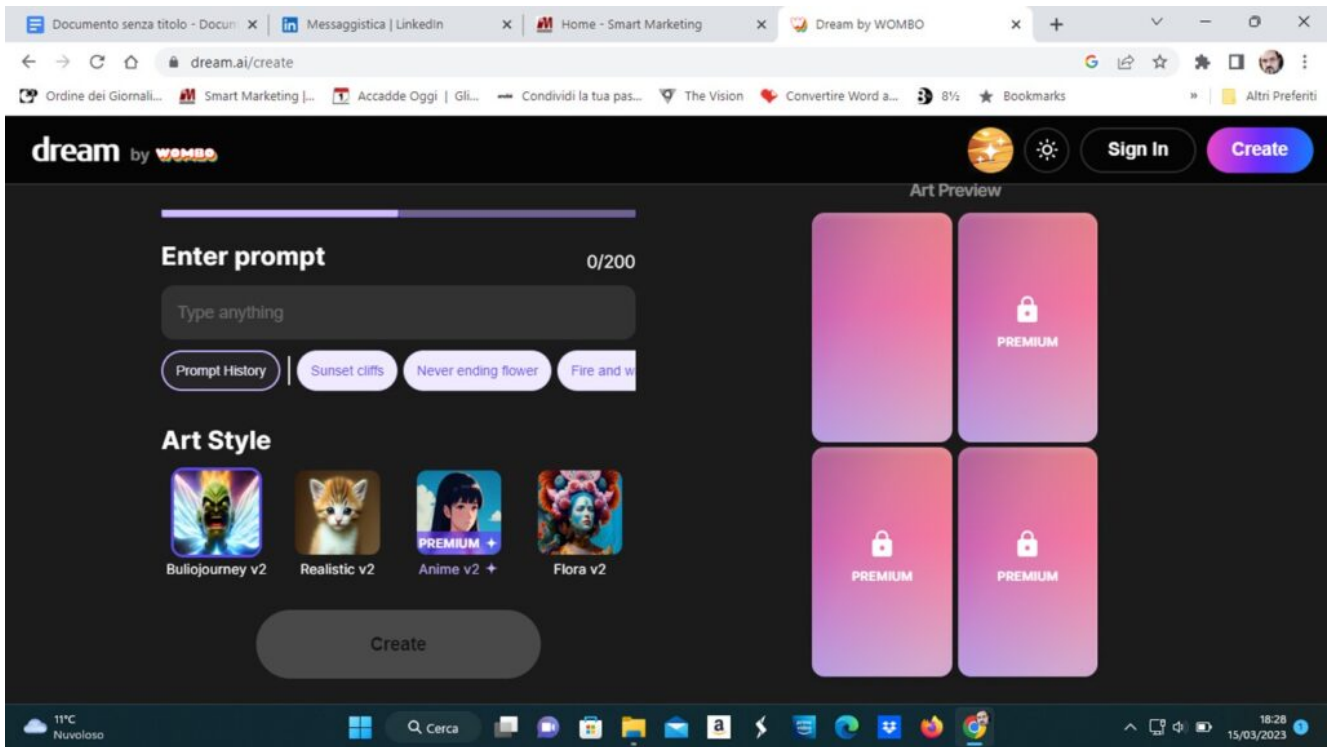 Documento senza titolo - Docum
Messaggistica | LinkedIn
Home - Smart Marketing
Dream by WOMBO
dream.ai/create
Ordine dei Giornali...
Smart Marketing |...
Accadde Oggi | Gli...
Condividi la tua pas...
The Vision
Convertire Word a...
8½
Bookmarks
»
Altri Preferiti
dream by WOMBO
Sign In
Create
Art Preview
Enter prompt
0/200
Type anything
Prompt History
Sunset cliffs
Never ending flower
Fire and w
PREMIUM
Art Style
PREMIUM
Buliojourney v2
Realistic v2
Anime v2
Flora v2
PREMIUM
PREMIUM
Create
11°C
Nuvoloso
Cerca
18:28
15/03/2023
1